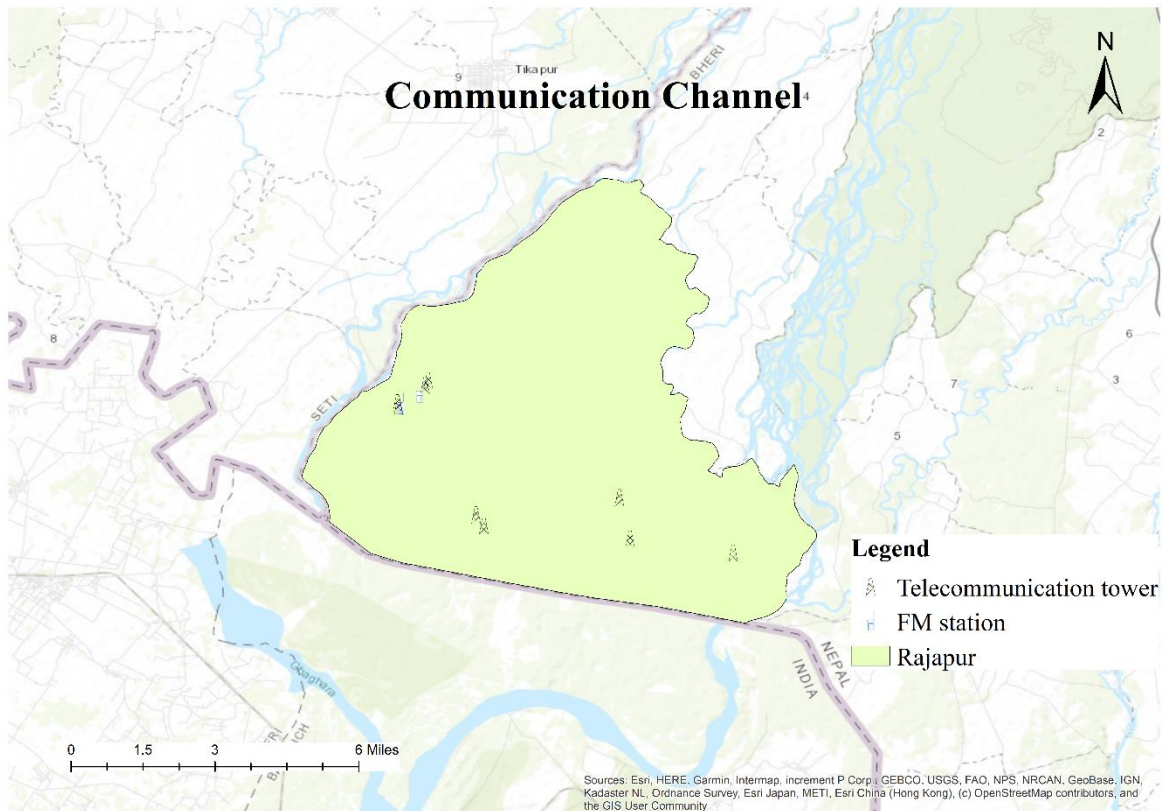 N
Tikapur
9
Communication Channel
4
BHERI
2
8
SETI
6
3
7
5
Legend
Telecommunication tower
FM station
Rajapur
NEPAL
INDIA
Ghaghara
0 1.5 3 6 Miles
Sources: Esri, HERE, Garmin, Intermap, increment P Corp., GEBCO, USGS, FAO, NPS, NRCAN, GeoBase, IGN,
Kadaster NL, Ordnance Survey, Esri Japan, METI, Esri China (Hong Kong), (c) OpenStreetMap contributors, and
the GIS User Community